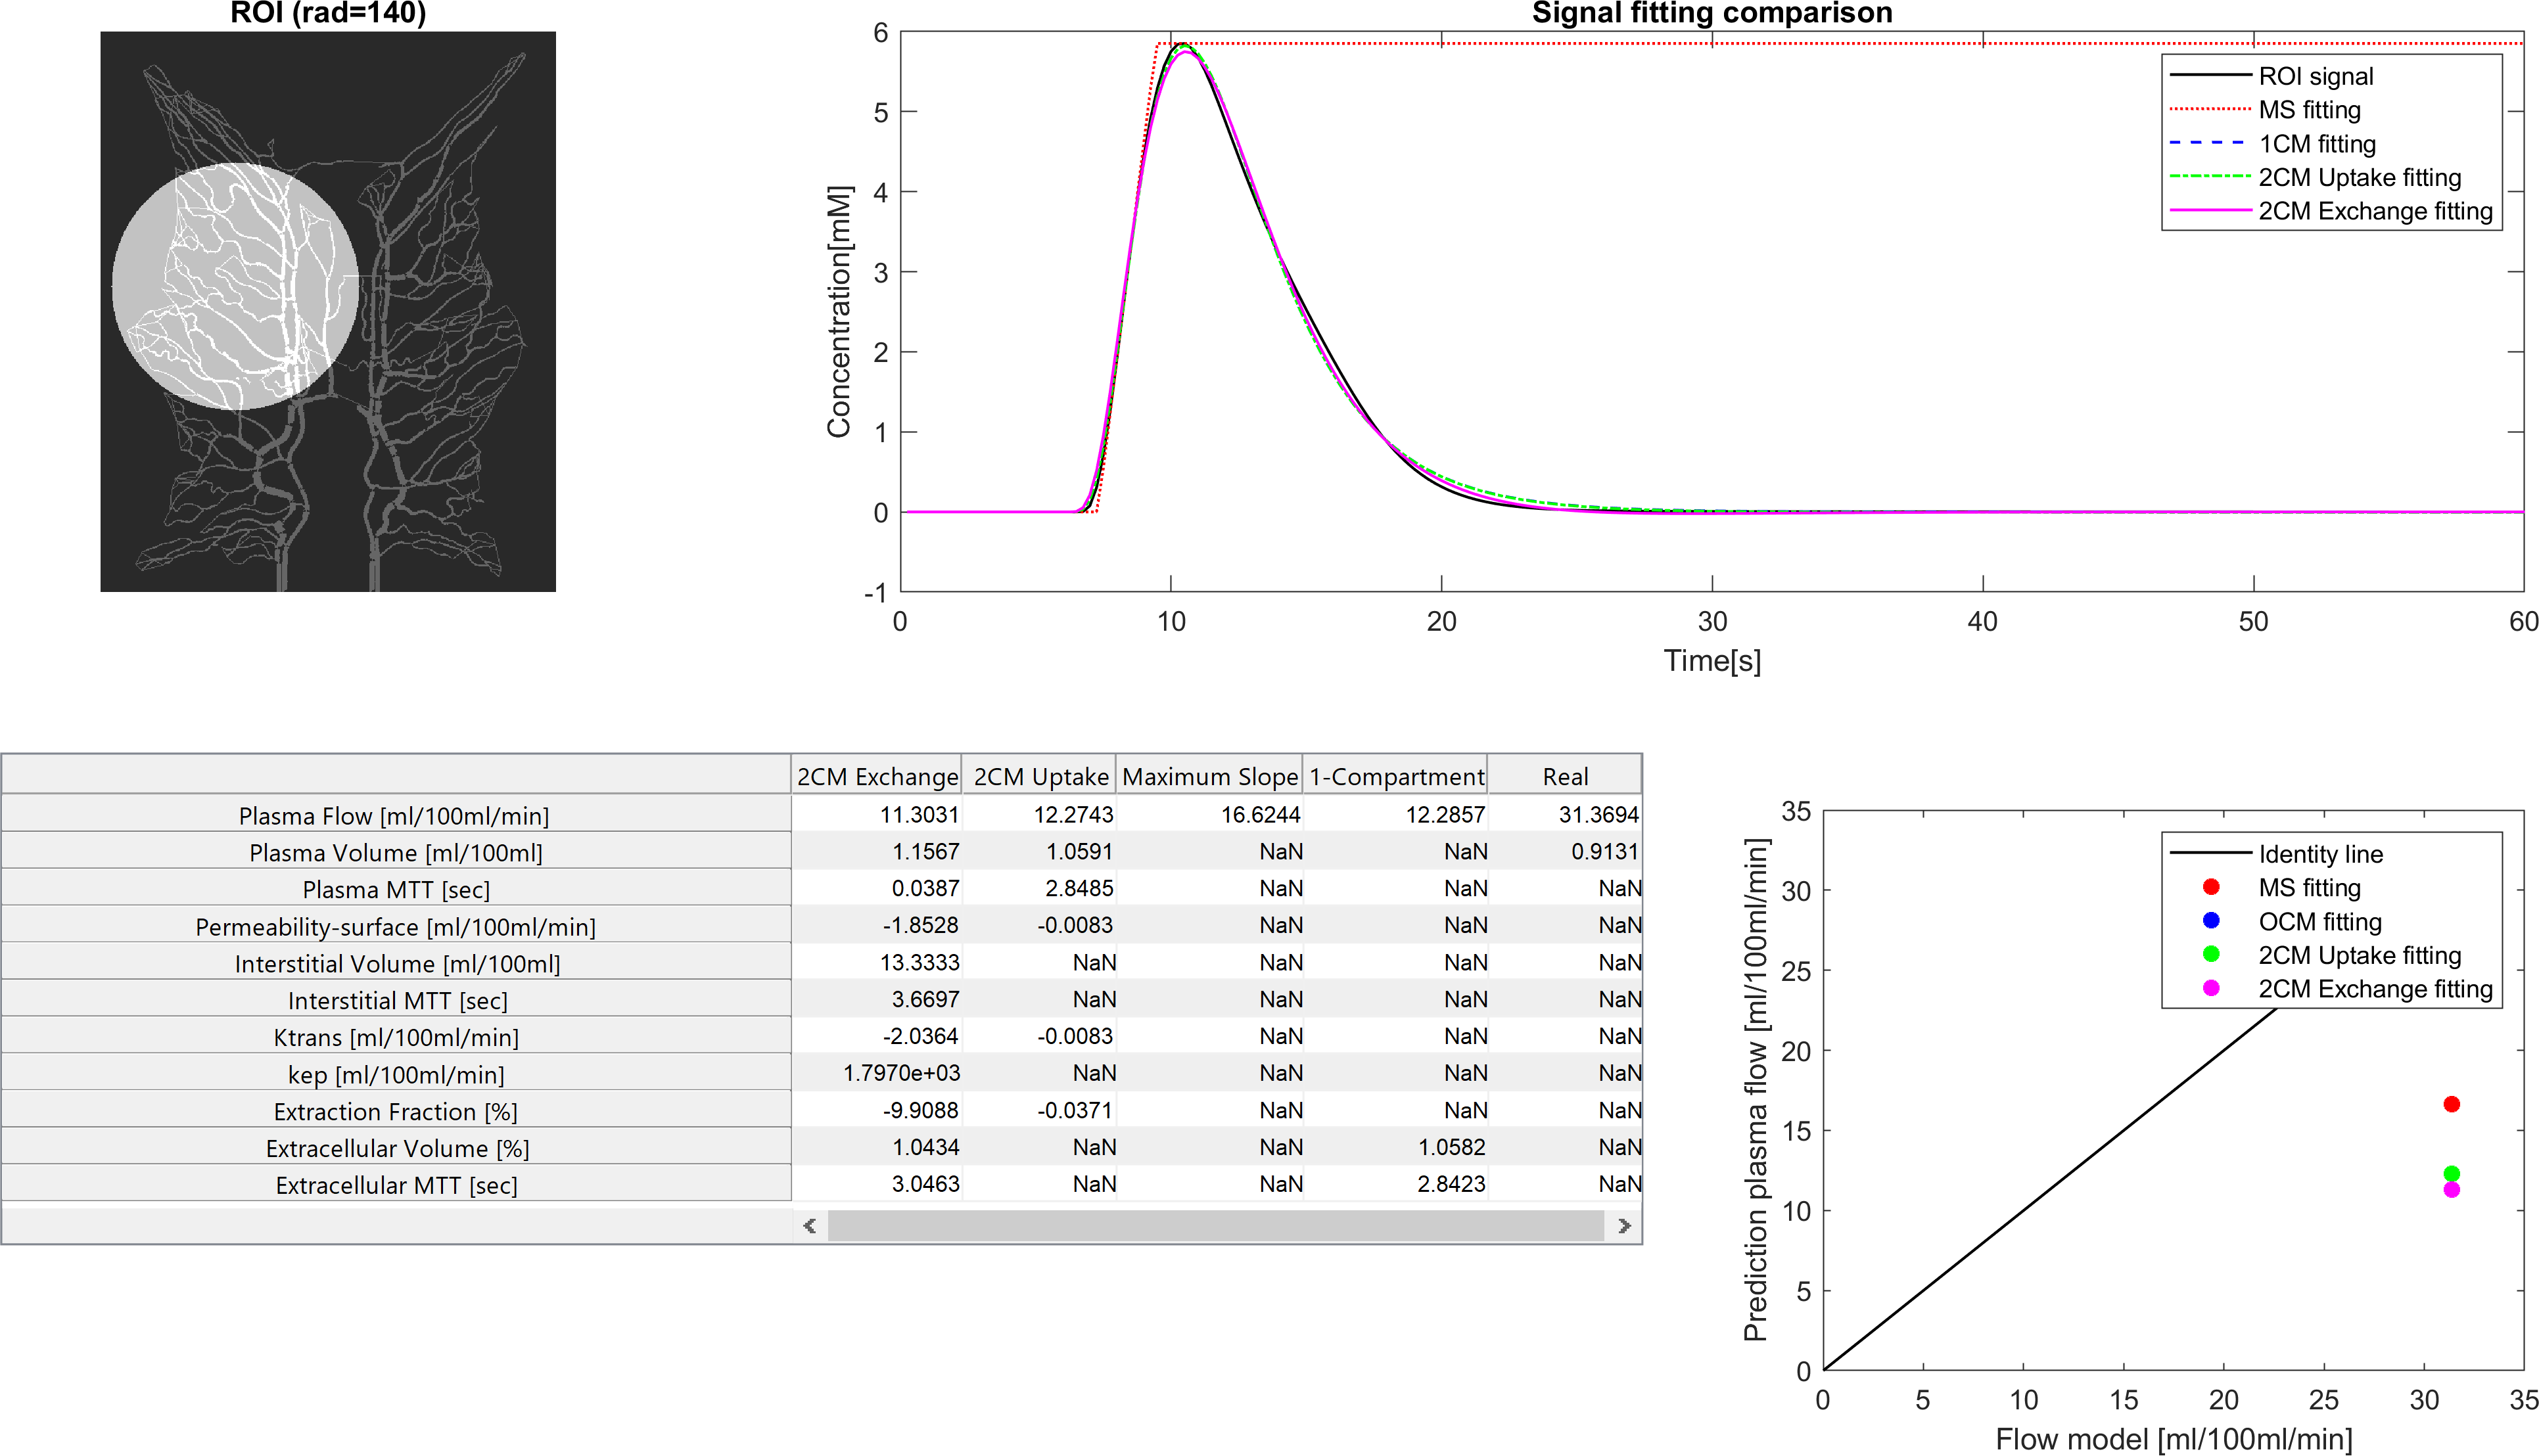 ROI (rad=140)
Signal fitting comparison
6
5
4
3
2
1
0
-1
Concentration[mM]
0 10 20 30 40 50 60
Time[s]
ROI signal
MS fitting
1CM fitting
2CM Uptake fitting
2CM Exchange fitting
2CM Exchange 2CM Uptake Maximum Slope 1-Compartment Real
Plasma Flow [ml/100ml/min] 11.3031 12.2743 16.6244 12.2857 31.3694
Plasma Volume [ml/100ml] 1.1567 1.0591 NaN NaN 0.9131
Plasma MTT [sec] 0.0387 2.8485 NaN NaN NaN
Permeability-surface [ml/100ml/min] -1.8528 -0.0083 NaN NaN NaN
Interstitial Volume [ml/100ml] 13.3333 NaN NaN NaN NaN
Interstitial MTT [sec] 3.6697 NaN NaN NaN NaN
Ktrans [ml/100ml/min] -2.0364 -0.0083 NaN NaN NaN
kep [ml/100ml/min] 1.7970e+03 NaN NaN NaN NaN
Extraction Fraction [%] -9.9088 -0.0371 NaN NaN NaN
Extracellular Volume [%] 1.0434 NaN NaN 1.0582 NaN
Extracellular MTT [sec] 3.0463 NaN NaN 2.8423 NaN
35
30
25
20
15
10
5
0
Prediction plasma flow [ml/100ml/min]
0 5 10 15 20 25 30 35
Flow model [ml/100ml/min]
Identity line
MS fitting
OCM fitting
2CM Uptake fitting
2CM Exchange fitting